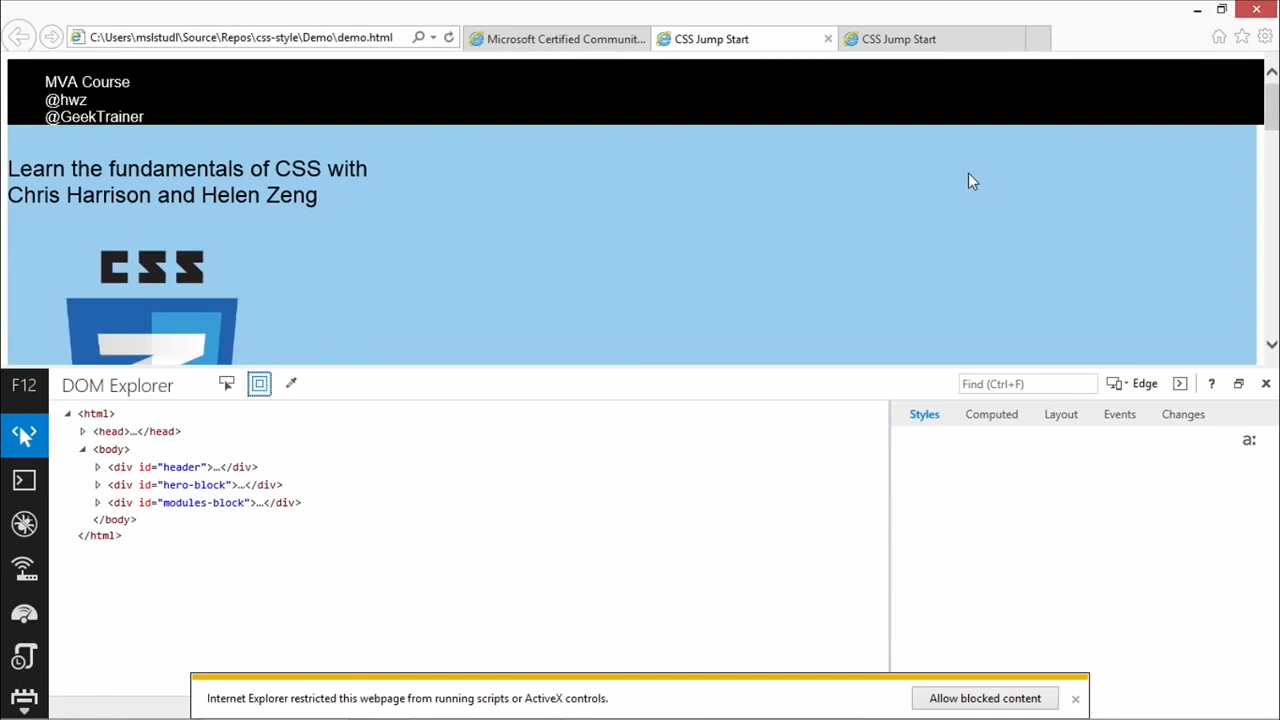 C:\Users\mslstudl\Source\Repos\css-style\Demo\demo.html
Microsoft Certified Communit...
CSS Jump Start
CSS Jump Start
MVA Course
@hwz
@GeekTrainer
Learn the fundamentals of CSS with
Chris Harrison and Helen Zeng
CSS
F12
DOM Explorer
Find (Ctrl+F)
Edge
?
<html>
<head>...</head>
<body>
<div id="header">...</div>
<div id="hero-block">...</div>
<div id="modules-block">...</div>
</body>
</html>
Styles
Computed
Layout
Events
Changes
a:
Internet Explorer restricted this webpage from running scripts or ActiveX controls.
Allow blocked content